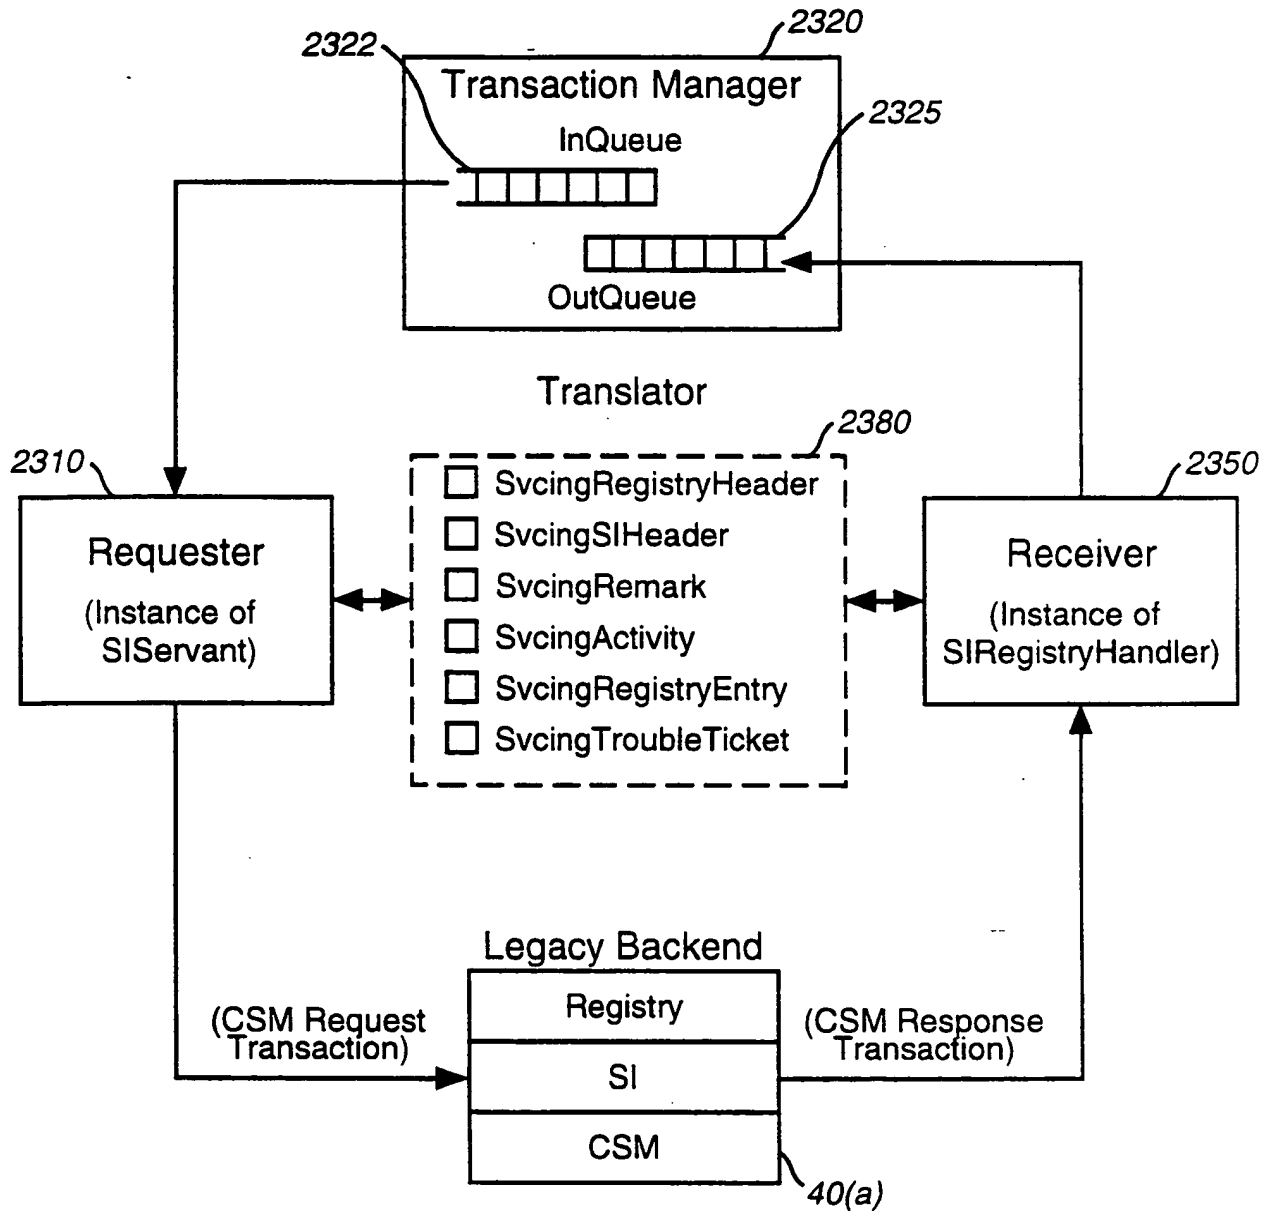 2320
2322
Transaction Manager
2325
InQueue
OutQueue
Translator
2380
2310
2350
SvcingRegistryHeader
SvcingSIHeader
SvcingRemark
SvcingActivity
SvcingRegistryEntry
SvcingTroubleTicket
Requester
(Instance of
SIServant)
Receiver
(Instance of
SIRegistryHandler)
Legacy Backend
Registry
SI
CSM
(CSM Request
Transaction)
(CSM Response
Transaction)
40(a)